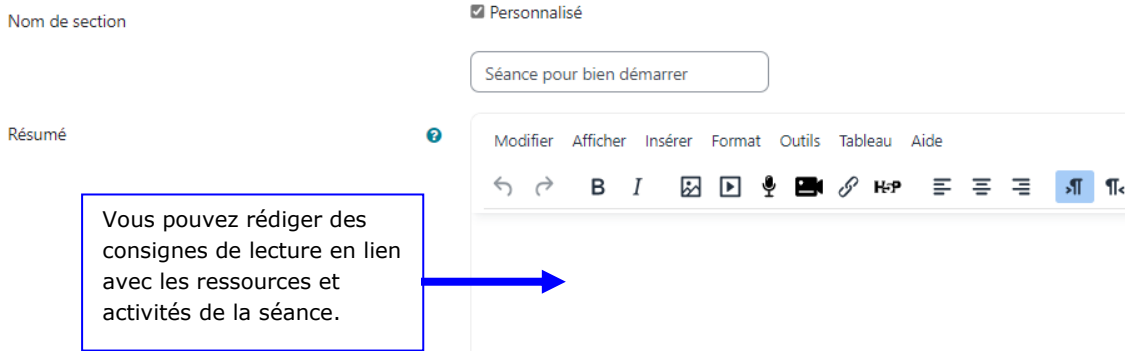 Nom de section
Personnalisé
Séance pour bien démarrer
Résumé
Modifier Afficher Insérer Format Outils Tableau Aide
B I H-P
Vous pouvez rédiger des
consignes de lecture en lien
avec les ressources et
activités de la séance.